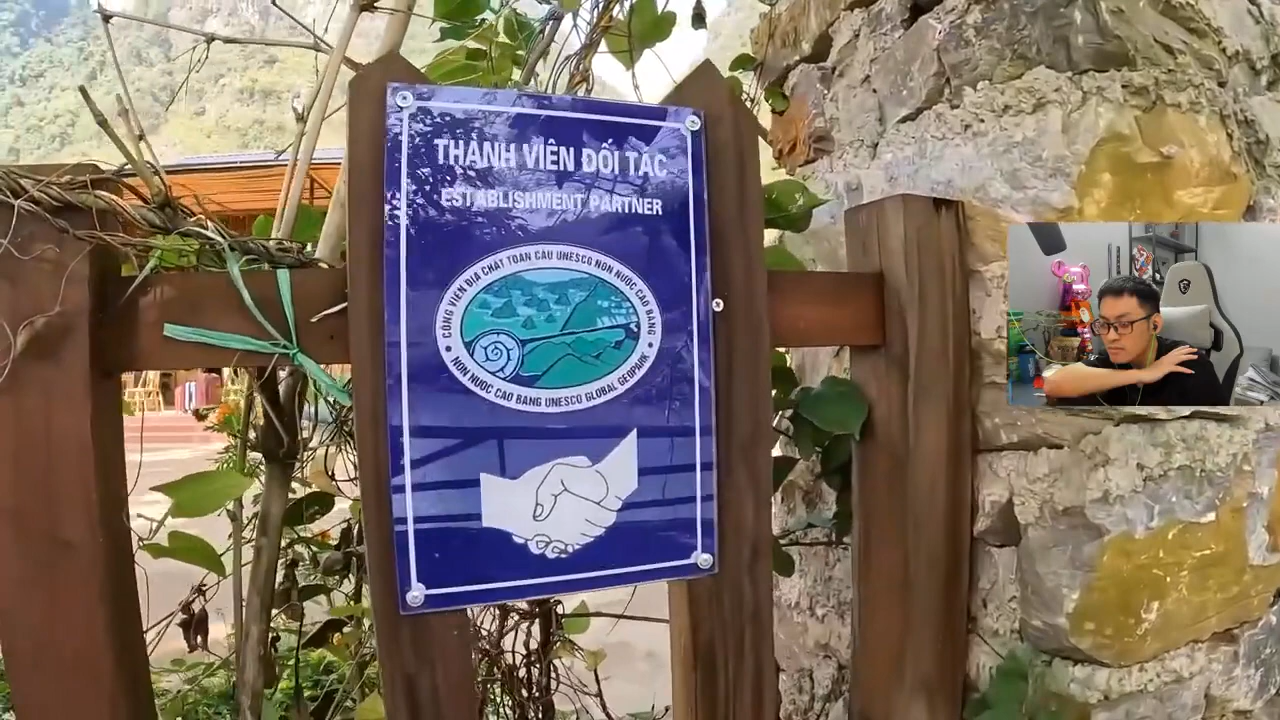 THÀNH VIÊN ĐỐI TÁC
ESTABLISHMENT PARTNER
CÔNG VIÊN ĐỊA CHẤT TOÀN CẦU UNESCO NON NƯỚC CAO BẰNG
NON NUOC CAO BANG UNESCO GLOBAL GEOPARK